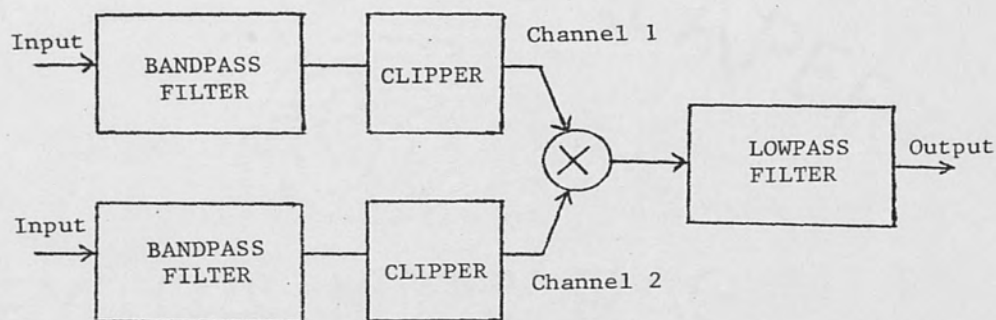 Input
BANDPASS
FILTER
CLIPPER
Channel 1
LOWPASS
FILTER
Output
Input
BANDPASS
FILTER
CLIPPER
Channel 2